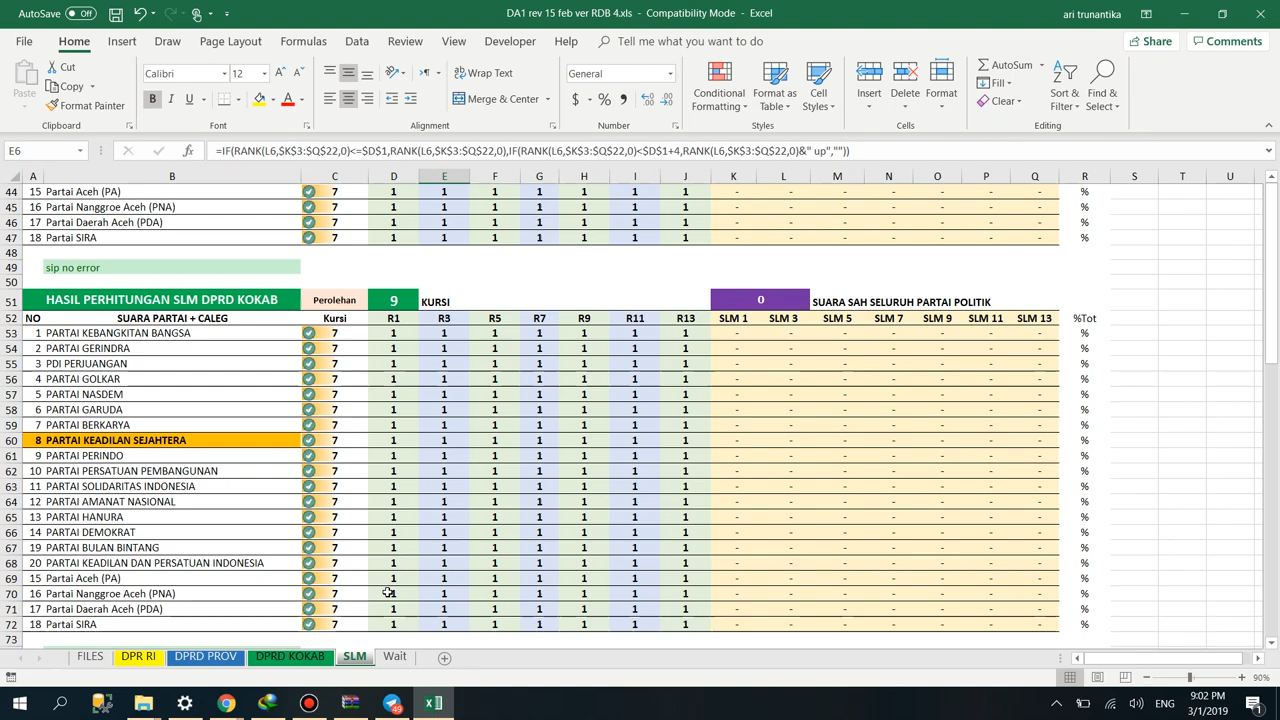 AutoSave Off DA1 rev 15 feb ver RDB 4.xls - Compatibility Mode - Excel ari trunantika
File Home Insert Draw Page Layout Formulas Data Review View Developer Help Tell me what you want to do Share Comments
Paste Cut Copy Format Painter Clipboard
Calibri 12 B I U A Font
Wrap Text Merge & Center Alignment
General $ % Number
Conditional Formatting Format as Table Cell Styles Styles
Insert Delete Format Cells
AutoSum Fill Clear Sort & Filter Find & Select Editing
E6 fx =IF(RANK(L6,$K$3:$Q$22,0)<=$D$1,RANK(L6,$K$3:$Q$22,0),IF(RANK(L6,$K$3:$Q$22,0)<$D$1+4,RANK(L6,$K$3:$Q$22,0)&" up",""))
A B C D E F G H I J K L M N O P Q R S T U
44 15 Partai Aceh (PA) 7 1 1 1 1 1 1 1 - - - - - - - %
45 16 Partai Nanggroe Aceh (PNA) 7 1 1 1 1 1 1 1 - - - - - - - %
46 17 Partai Daerah Aceh (PDA) 7 1 1 1 1 1 1 1 - - - - - - - %
47 18 Partai SIRA 7 1 1 1 1 1 1 1 - - - - - - - %
48
49 sip no error
50
51 HASIL PERHITUNGAN SLM DPRD KOKAB Perolehan 9 KURSI 0 SUARA SAH SELURUH PARTAI POLITIK
52 NO SUARA PARTAI + CALEG Kursi R1 R3 R5 R7 R9 R11 R13 SLM 1 SLM 3 SLM 5 SLM 7 SLM 9 SLM 11 SLM 13 %Tot
53 1 PARTAI KEBANGKITAN BANGSA 7 1 1 1 1 1 1 1 - - - - - - - %
54 2 PARTAI GERINDRA 7 1 1 1 1 1 1 1 - - - - - - - %
55 3 PDI PERJUANGAN 7 1 1 1 1 1 1 1 - - - - - - - %
56 4 PARTAI GOLKAR 7 1 1 1 1 1 1 1 - - - - - - - %
57 5 PARTAI NASDEM 7 1 1 1 1 1 1 1 - - - - - - - %
58 6 PARTAI GARUDA 7 1 1 1 1 1 1 1 - - - - - - - %
59 7 PARTAI BERKARYA 7 1 1 1 1 1 1 1 - - - - - - - %
60 8 PARTAI KEADILAN SEJAHTERA 7 1 1 1 1 1 1 1 - - - - - - - %
61 9 PARTAI PERINDO 7 1 1 1 1 1 1 1 - - - - - - - %
62 10 PARTAI PERSATUAN PEMBANGUNAN 7 1 1 1 1 1 1 1 - - - - - - - %
63 11 PARTAI SOLIDARITAS INDONESIA 7 1 1 1 1 1 1 1 - - - - - - - %
64 12 PARTAI AMANAT NASIONAL 7 1 1 1 1 1 1 1 - - - - - - - %
65 13 PARTAI HANURA 7 1 1 1 1 1 1 1 - - - - - - - %
66 14 PARTAI DEMOKRAT 7 1 1 1 1 1 1 1 - - - - - - - %
67 19 PARTAI BULAN BINTANG 7 1 1 1 1 1 1 1 - - - - - - - %
68 20 PARTAI KEADILAN DAN PERSATUAN INDONESIA 7 1 1 1 1 1 1 1 - - - - - - - %
69 15 Partai Aceh (PA) 7 1 1 1 1 1 1 1 - - - - - - - %
70 16 Partai Nanggroe Aceh (PNA) 7 1 1 1 1 1 1 1 - - - - - - - %
71 17 Partai Daerah Aceh (PDA) 7 1 1 1 1 1 1 1 - - - - - - - %
72 18 Partai SIRA 7 1 1 1 1 1 1 1 - - - - - - - %
73
FILES DPR RI DPRD PROV DPRD KOKAB SLM Wait
90%
49 ENG 9:02 PM 3/1/2019 1